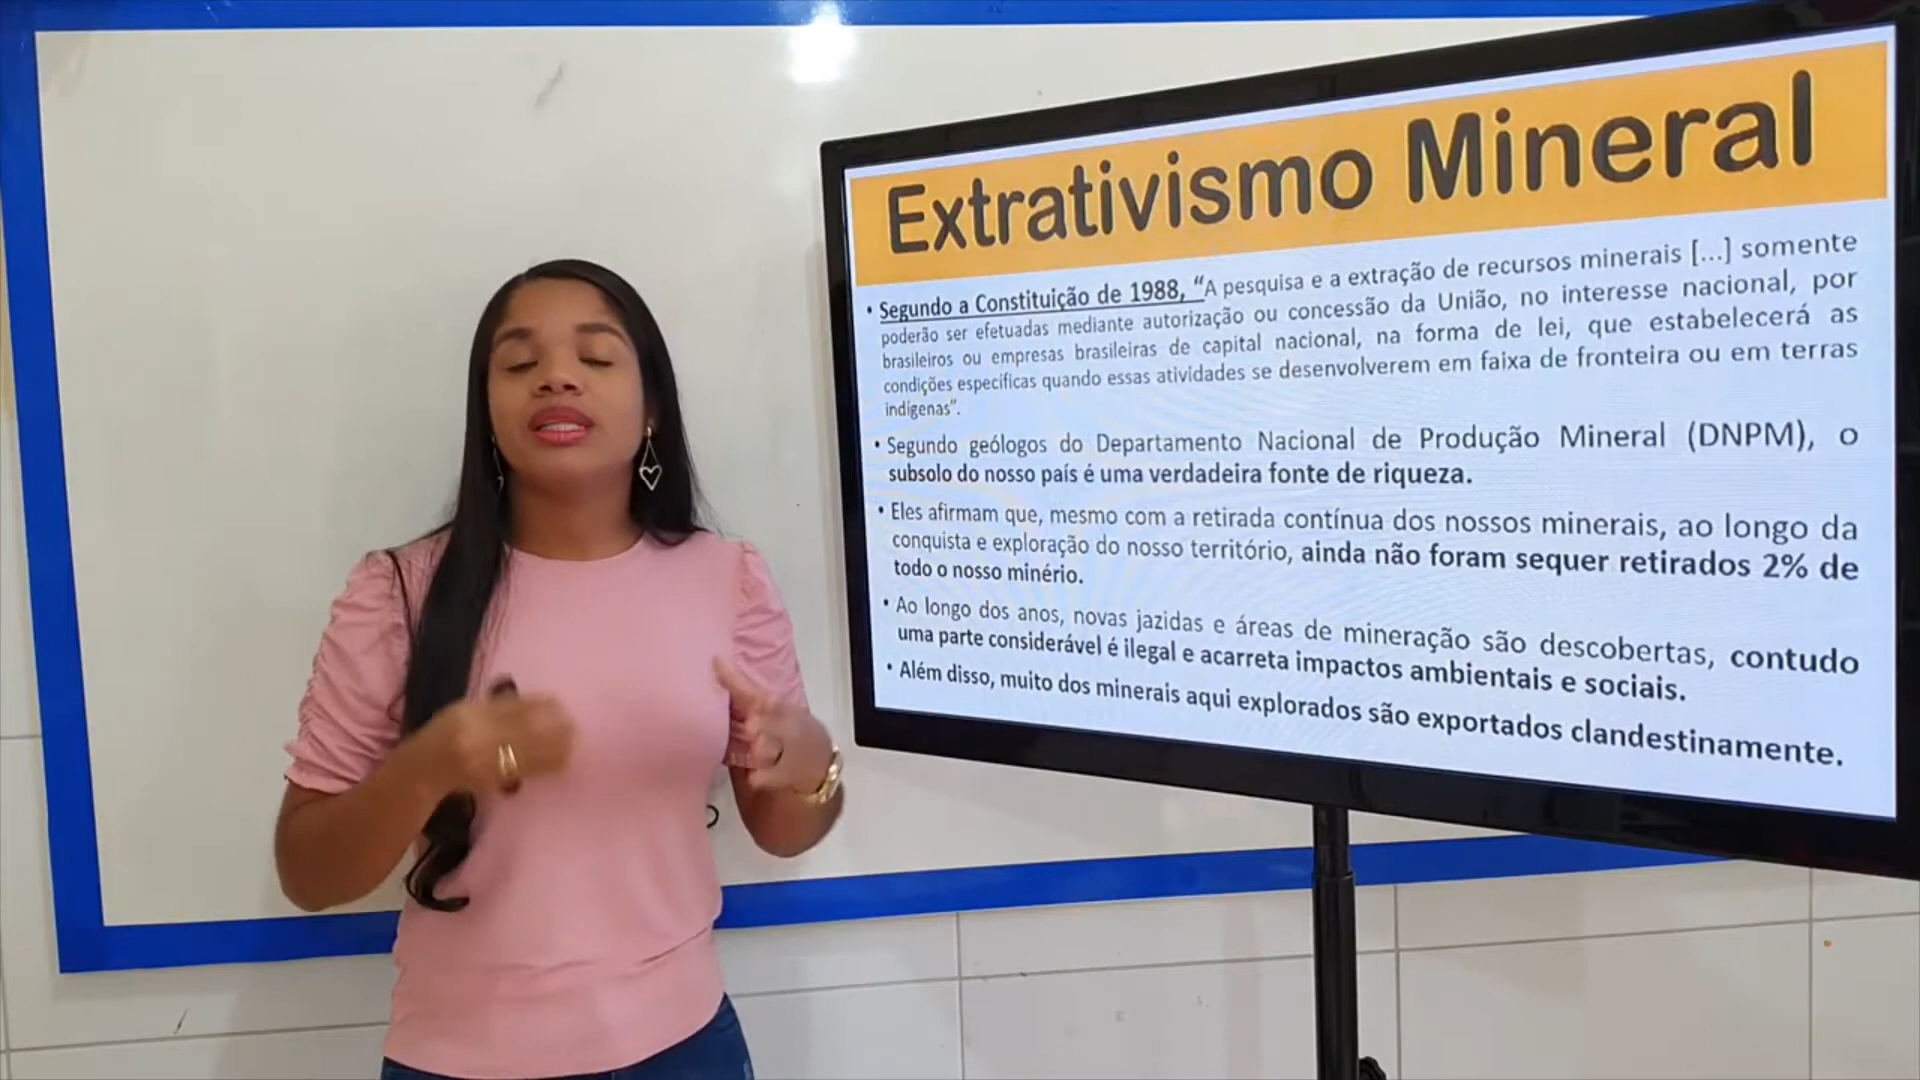 Extrativismo Mineral
• Segundo a Constituição de 1988, “A pesquisa e a extração de recursos minerais [...] somente
poderão ser efetuadas mediante autorização ou concessão da União, no interesse nacional, por
brasileiros ou empresas brasileiras de capital nacional, na forma de lei, que estabelecerá as
condições especificas quando essas atividades se desenvolverem em faixa de fronteira ou em terras
indígenas”.
• Segundo geólogos do Departamento Nacional de Produção Mineral (DNPM), o
subsolo do nosso país é uma verdadeira fonte de riqueza.
• Eles afirmam que, mesmo com a retirada contínua dos nossos minerais, ao longo da
conquista e exploração do nosso território, ainda não foram sequer retirados 2% de
todo o nosso minério.
• Ao longo dos anos, novas jazidas e áreas de mineração são descobertas, contudo
uma parte considerável é ilegal e acarreta impactos ambientais e sociais.
• Além disso, muito dos minerais aqui explorados são exportados clandestinamente.